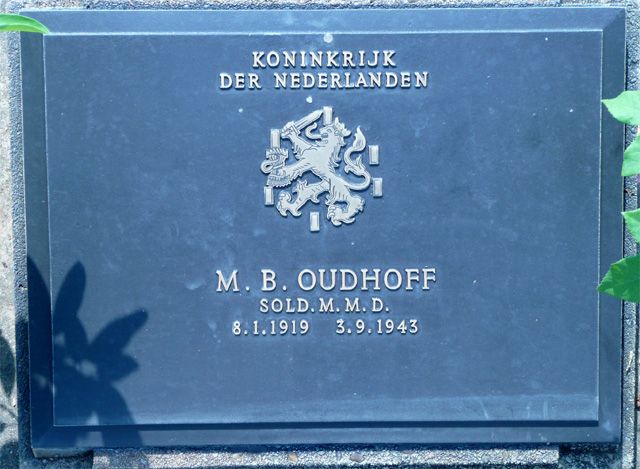 KONINKRIJK
DER NEDERLANDEN
M. B. OUDHOFF
SOLD. M. M. D.
8.1.1919 3.9.1943